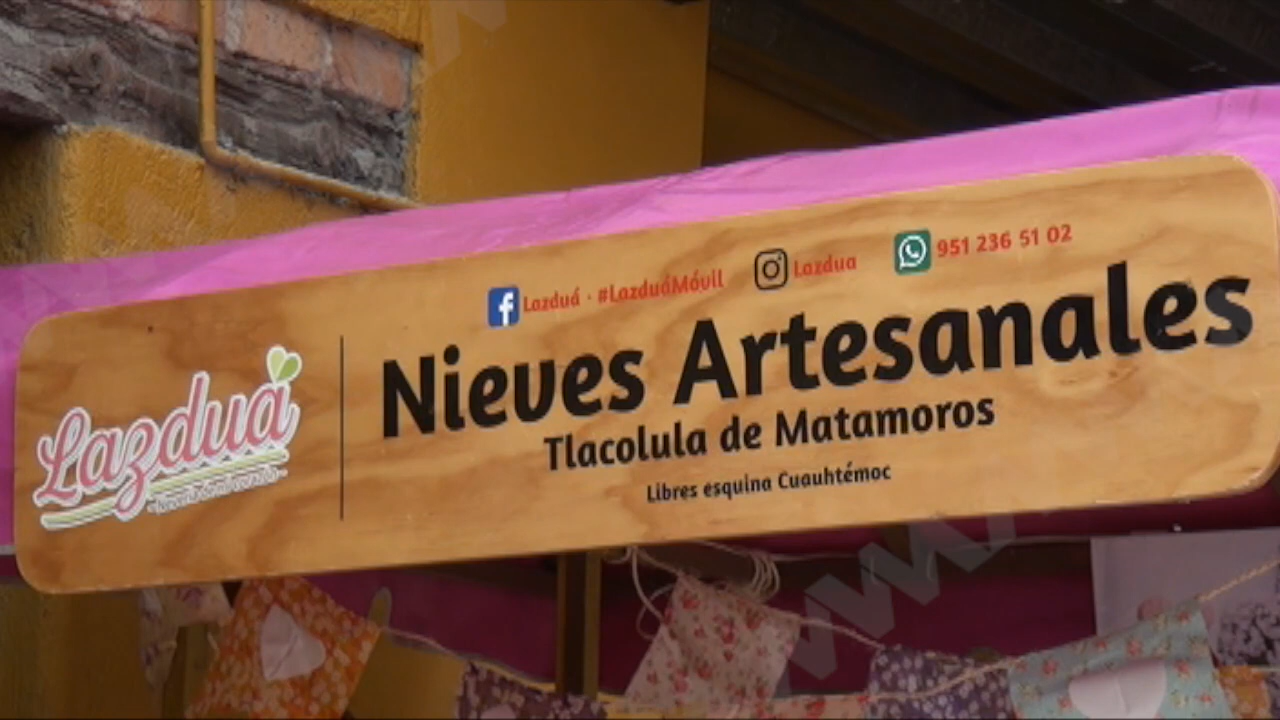 Lazduá
Lazduá · #LazduáMóvil
Lazdua
951 236 51 02
Nieves Artesanales
Tlacolula de Matamoros
Libres esquina Cuauhtémoc